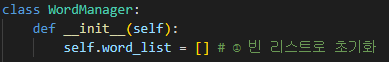 class WordManager:
    def __init__(self):
        self.word_list = [] # ① 빈 리스트로 초기화